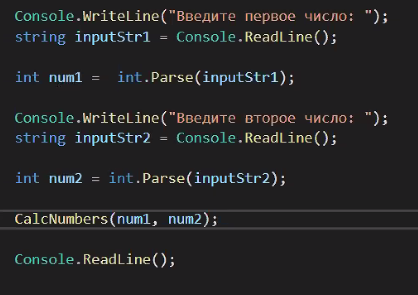 Console.WriteLine("Введите первое число: ");
string inputStr1 = Console.ReadLine();
int num1 =  int.Parse(inputStr1);
Console.WriteLine("Введите второе число: ");
string inputStr2 = Console.ReadLine();
int num2 = int.Parse(inputStr2);
CalcNumbers(num1, num2);
Console.ReadLine();